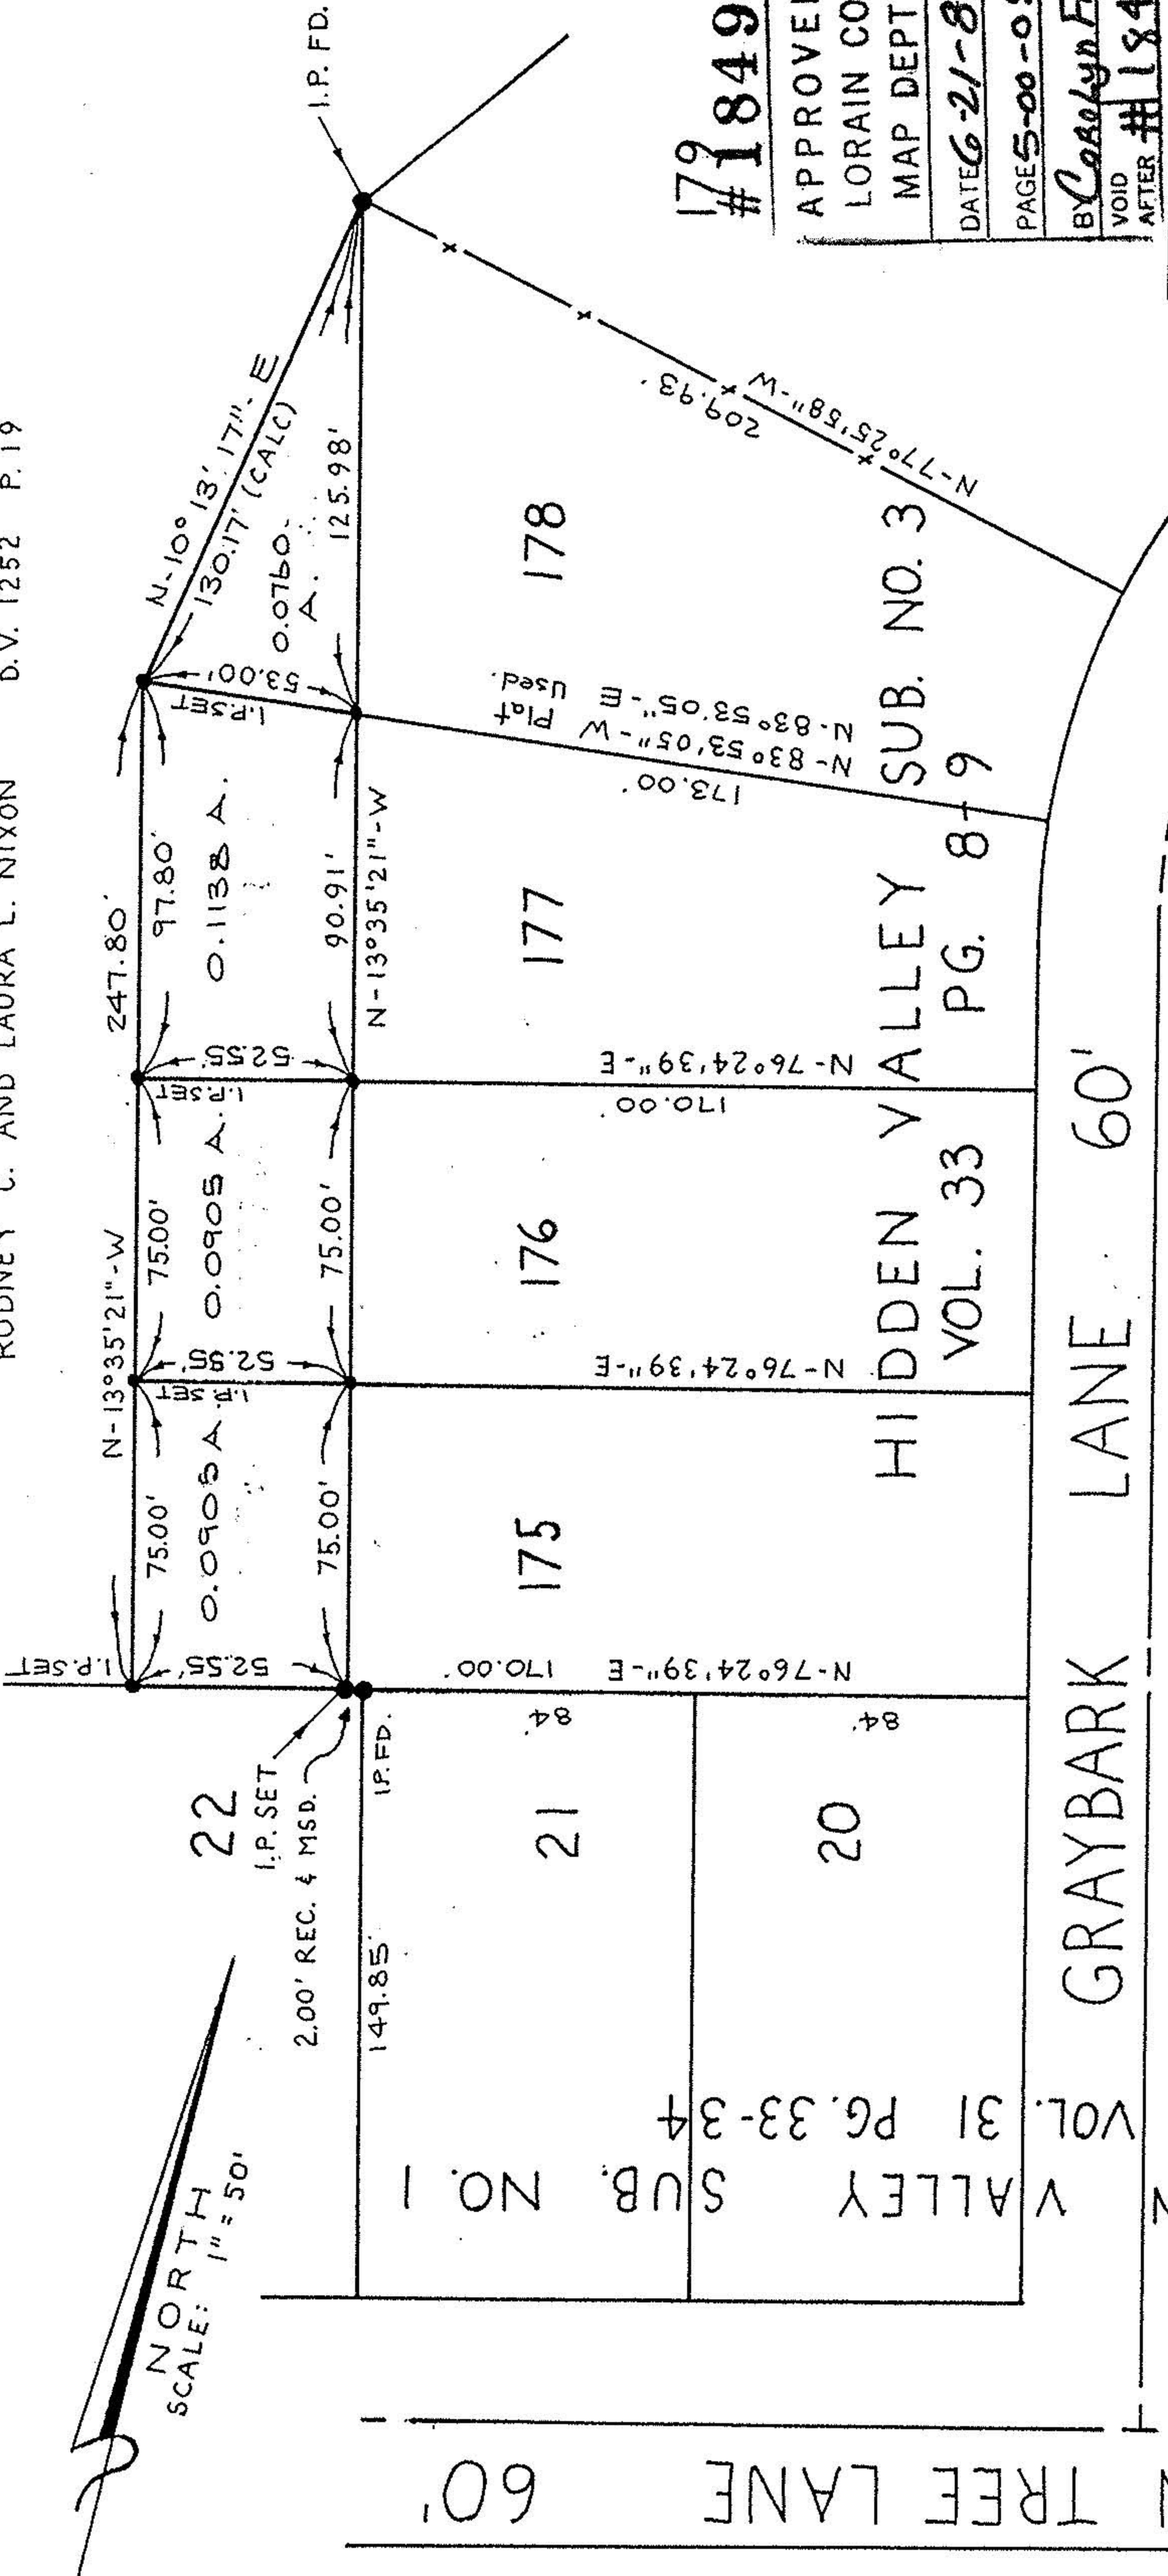 RODNEY C. AND LAURA L. NIXON D.V. 1252 P. 19
I.P. FD.
N-10° 13' 17"-E
130.17' (CALC)
0.0760
A.
125.98'
53.00'
I.P. SET
247.80'
97.80'
0.1138 A.
90.91'
N-13°35'21"-W
52.55'
I.P. SET
N-13°35'21"-W
75.00'
0.0905 A.
75.00'
52.55'
I.P. SET
75.00'
0.0905 A.
75.00'
52.55'
I.P. SET
22
I.P. SET
2.00' REC. & MSD.
I.P. FD.
149.85'
NORTH
SCALE: 1" = 50'
178
209.93'
N-77°25'58"-W
Plat
Used.
N-83°53'05"-W
N-83°53'05"-E
173.00'
177
N-76°24'39"-E
170.00'
176
N-76°24'39"-E
175
N-76°24'39"-E 170.00'
84'
84'
21
20
HIDDEN VALLEY SUB. NO. 3
VOL. 33 PG. 8-9
VALLEY SUB. NO. 1
VOL. 31 PG. 33-34
GRAYBARK LANE 60'
TREE LANE 60'
179
#1849
APPROVE
LORAIN CO
MAP DEPT
DATE 6-21-8
PAGE 5-00-0
BY Carolyn
VOID
AFTER #184